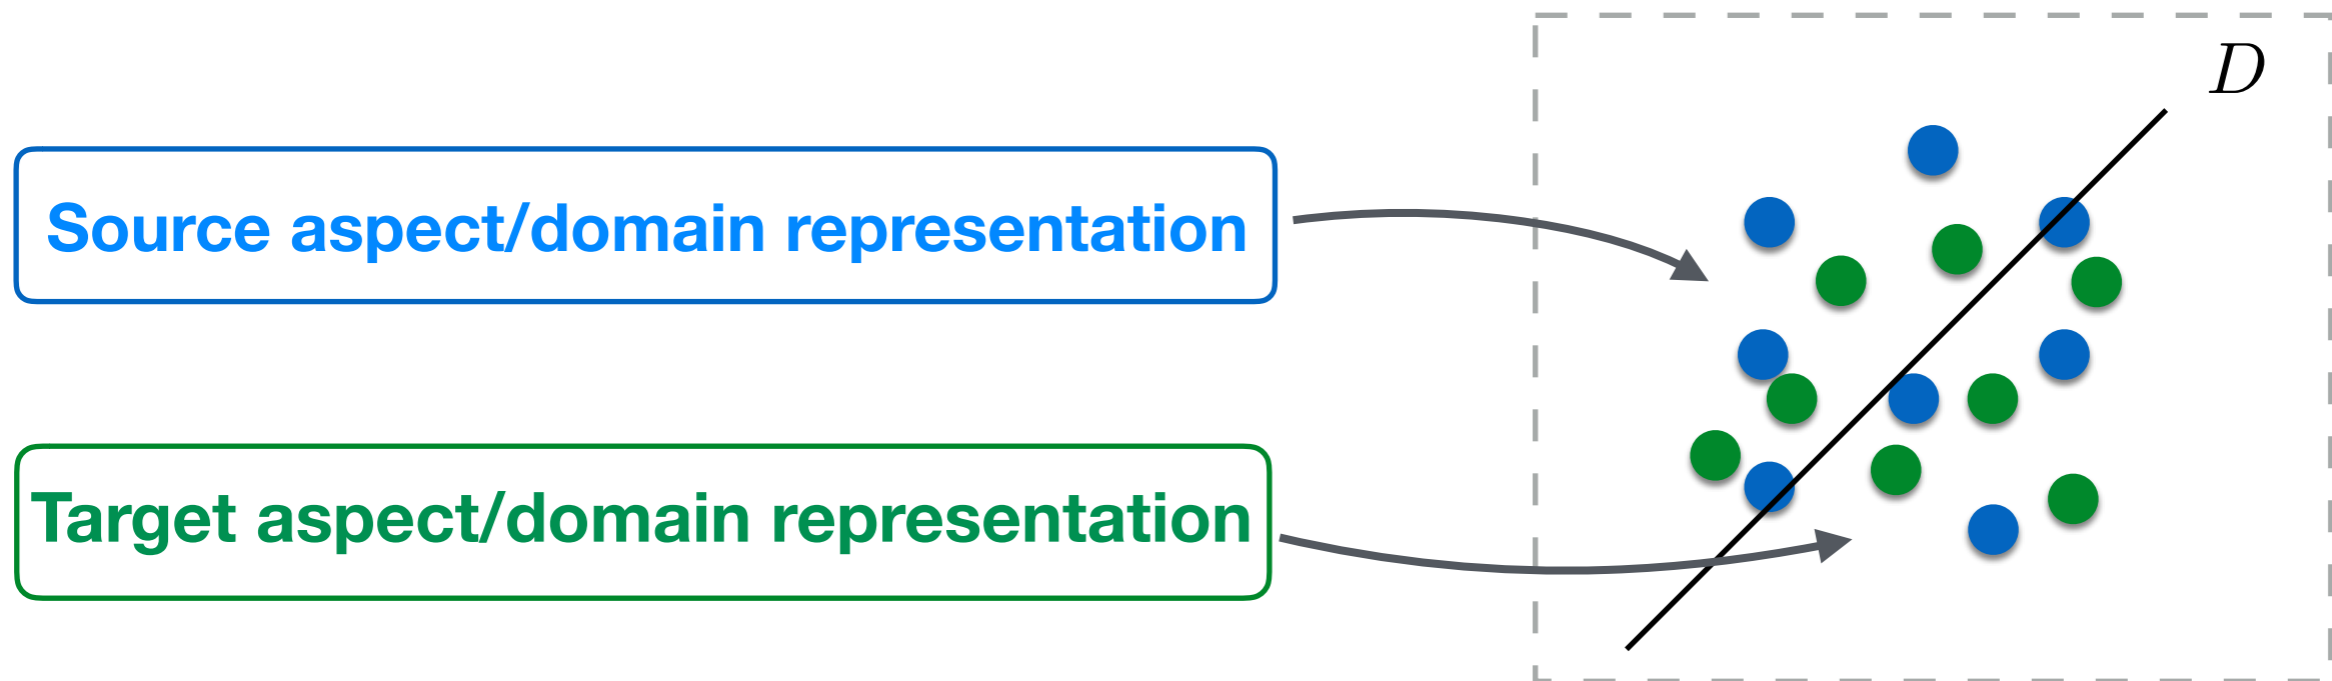 D
Source aspect/domain representation
Target aspect/domain representation